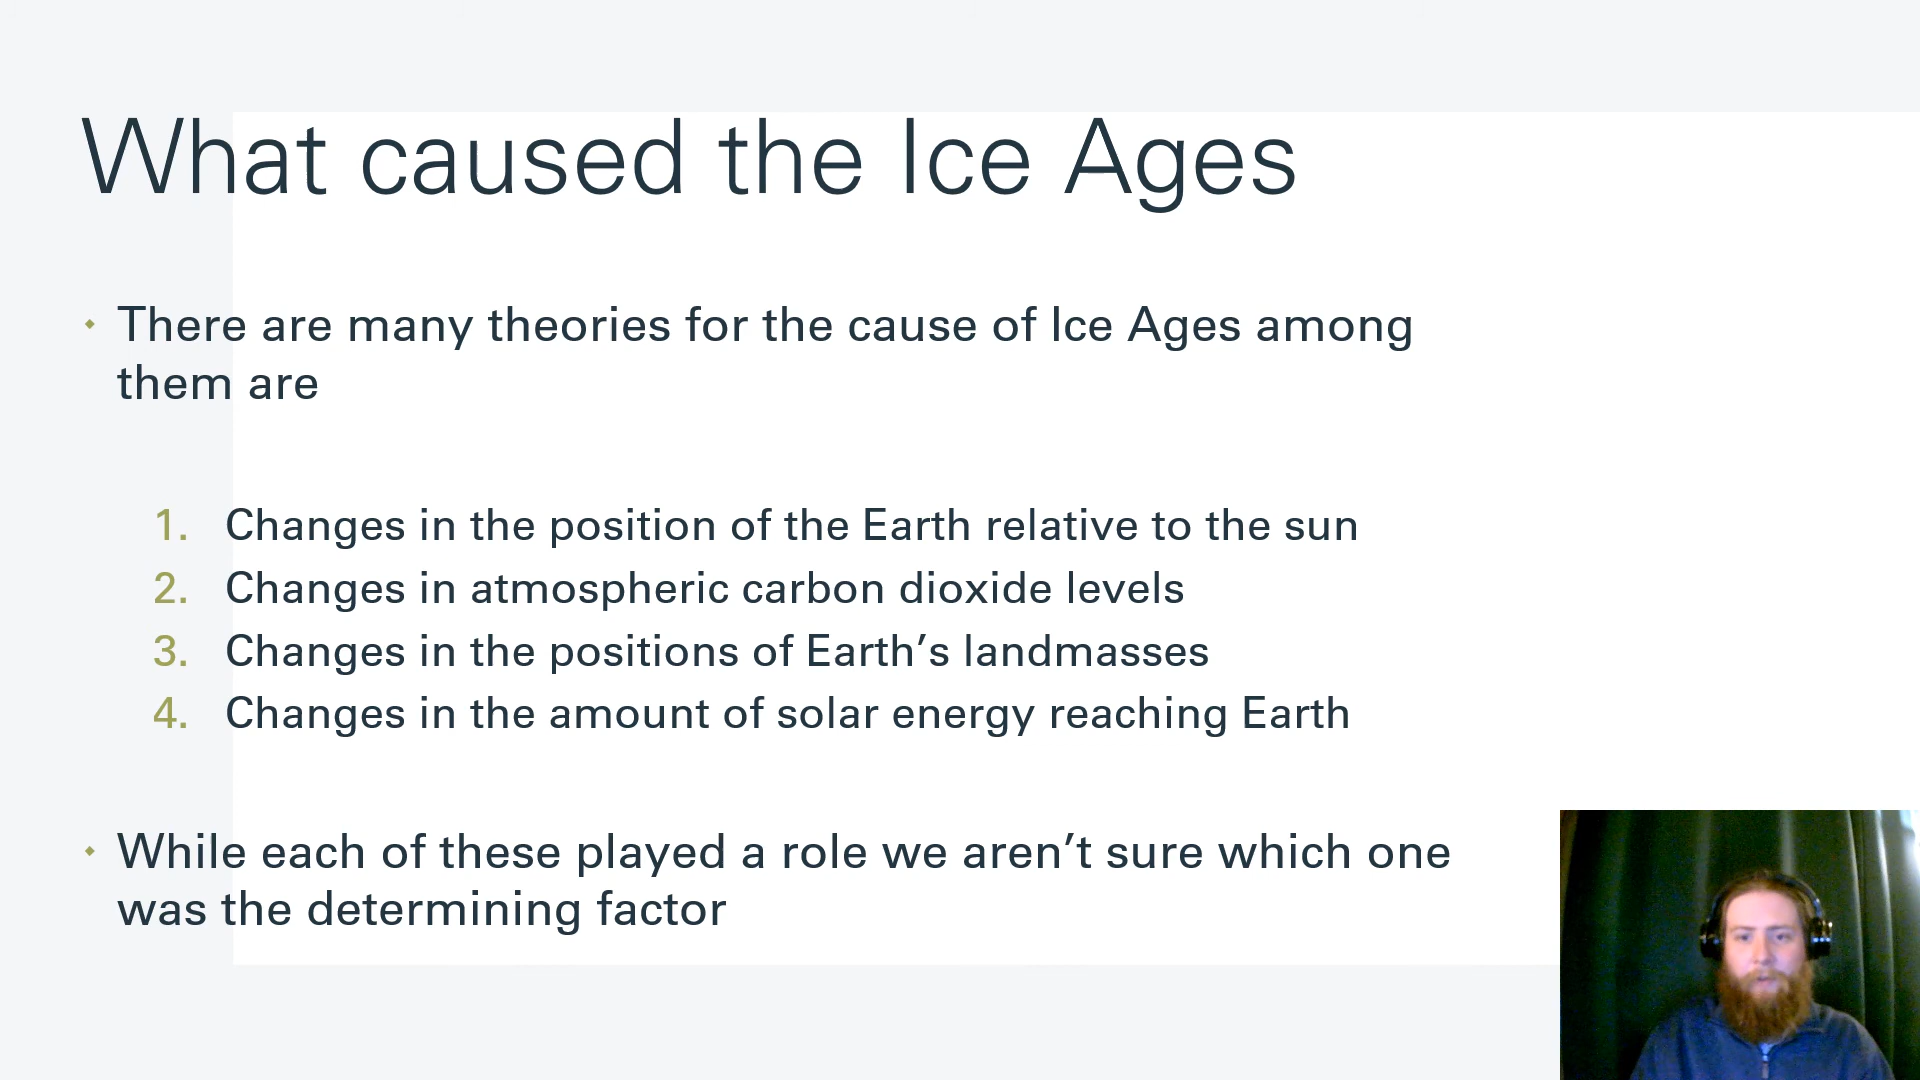 What caused the Ice Ages
There are many theories for the cause of Ice Ages among
them are
1. Changes in the position of the Earth relative to the sun
2. Changes in atmospheric carbon dioxide levels
3. Changes in the positions of Earth’s landmasses
4. Changes in the amount of solar energy reaching Earth
While each of these played a role we aren’t sure which one
was the determining factor